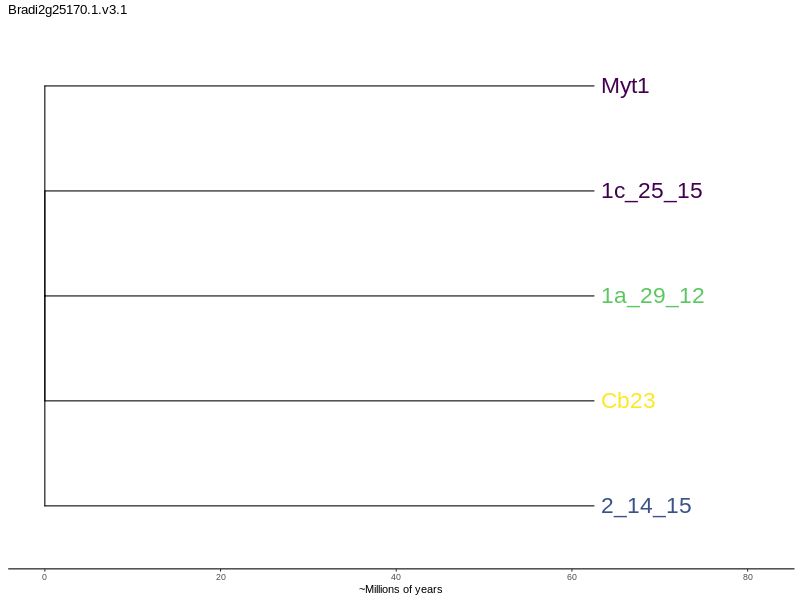 Bradi2g25170.1.v3.1
Myt1
1c_25_15
1a_29_12
Cb23
2_14_15
0 20 40 60 80
~Millions of years